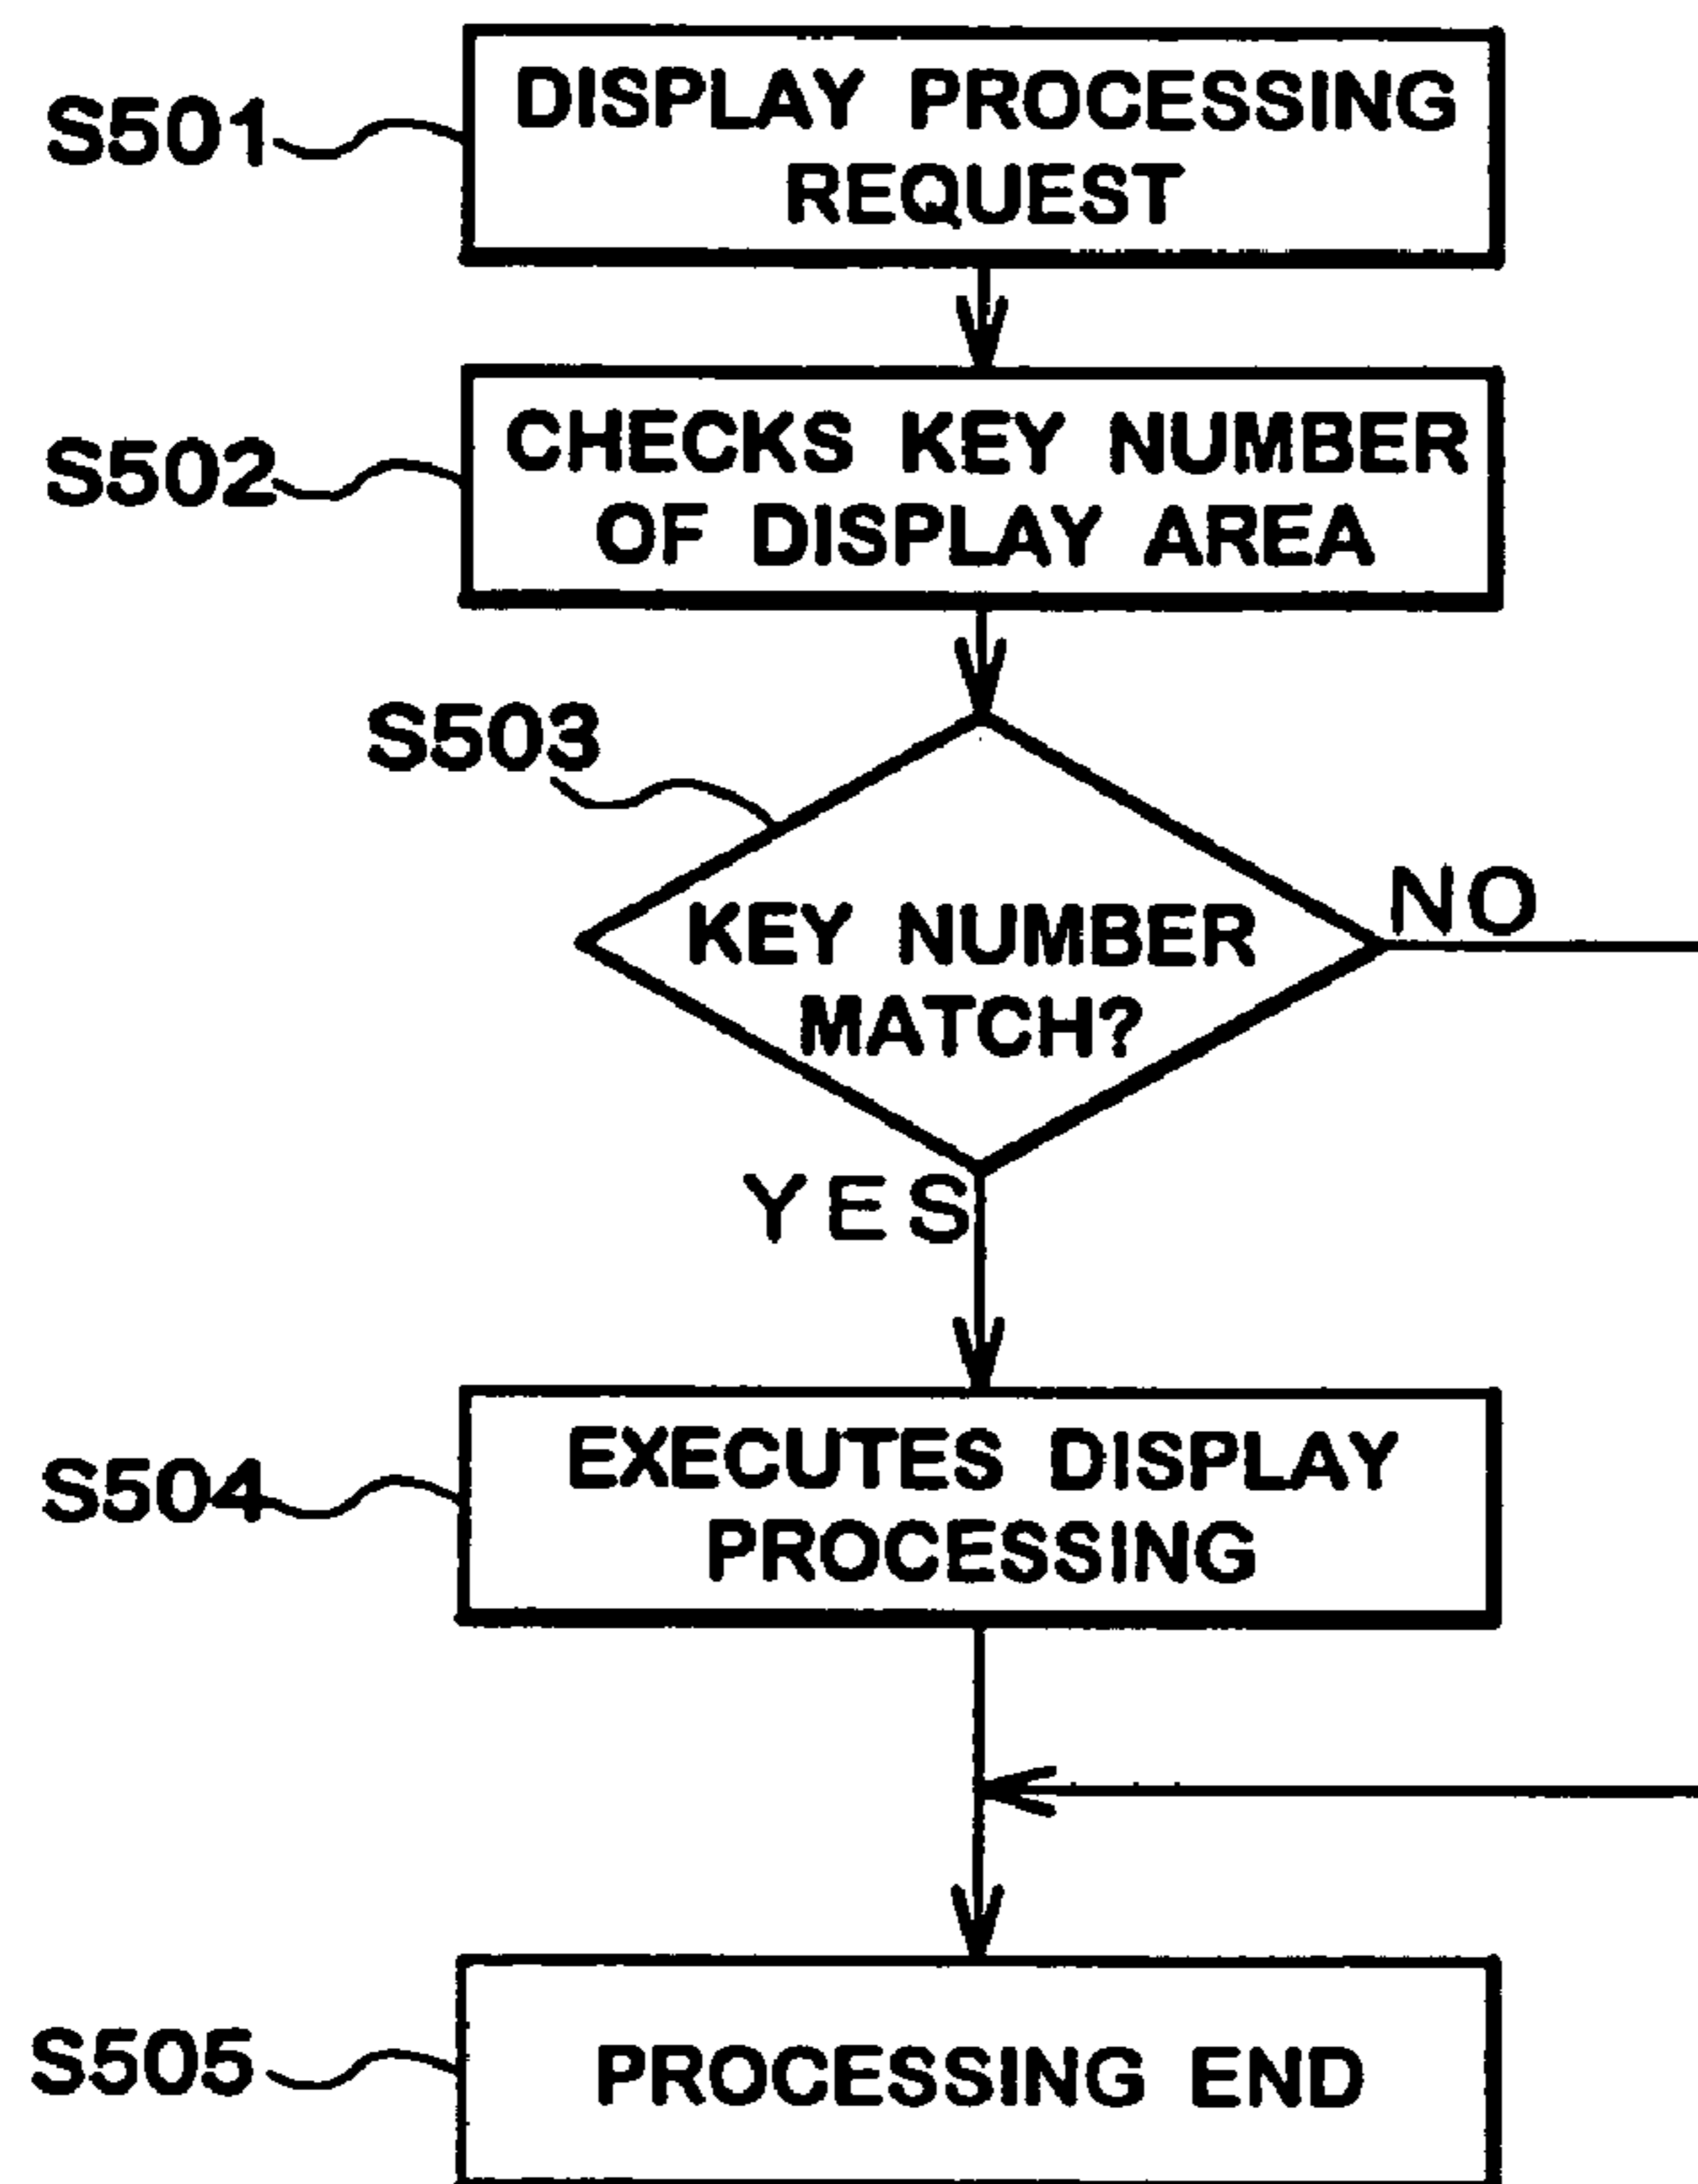 S501
DISPLAY PROCESSING
REQUEST
S502
CHECKS KEY NUMBER
OF DISPLAY AREA
S503
KEY NUMBER
MATCH?
NO
YES
S504
EXECUTES DISPLAY
PROCESSING
S505
PROCESSING END